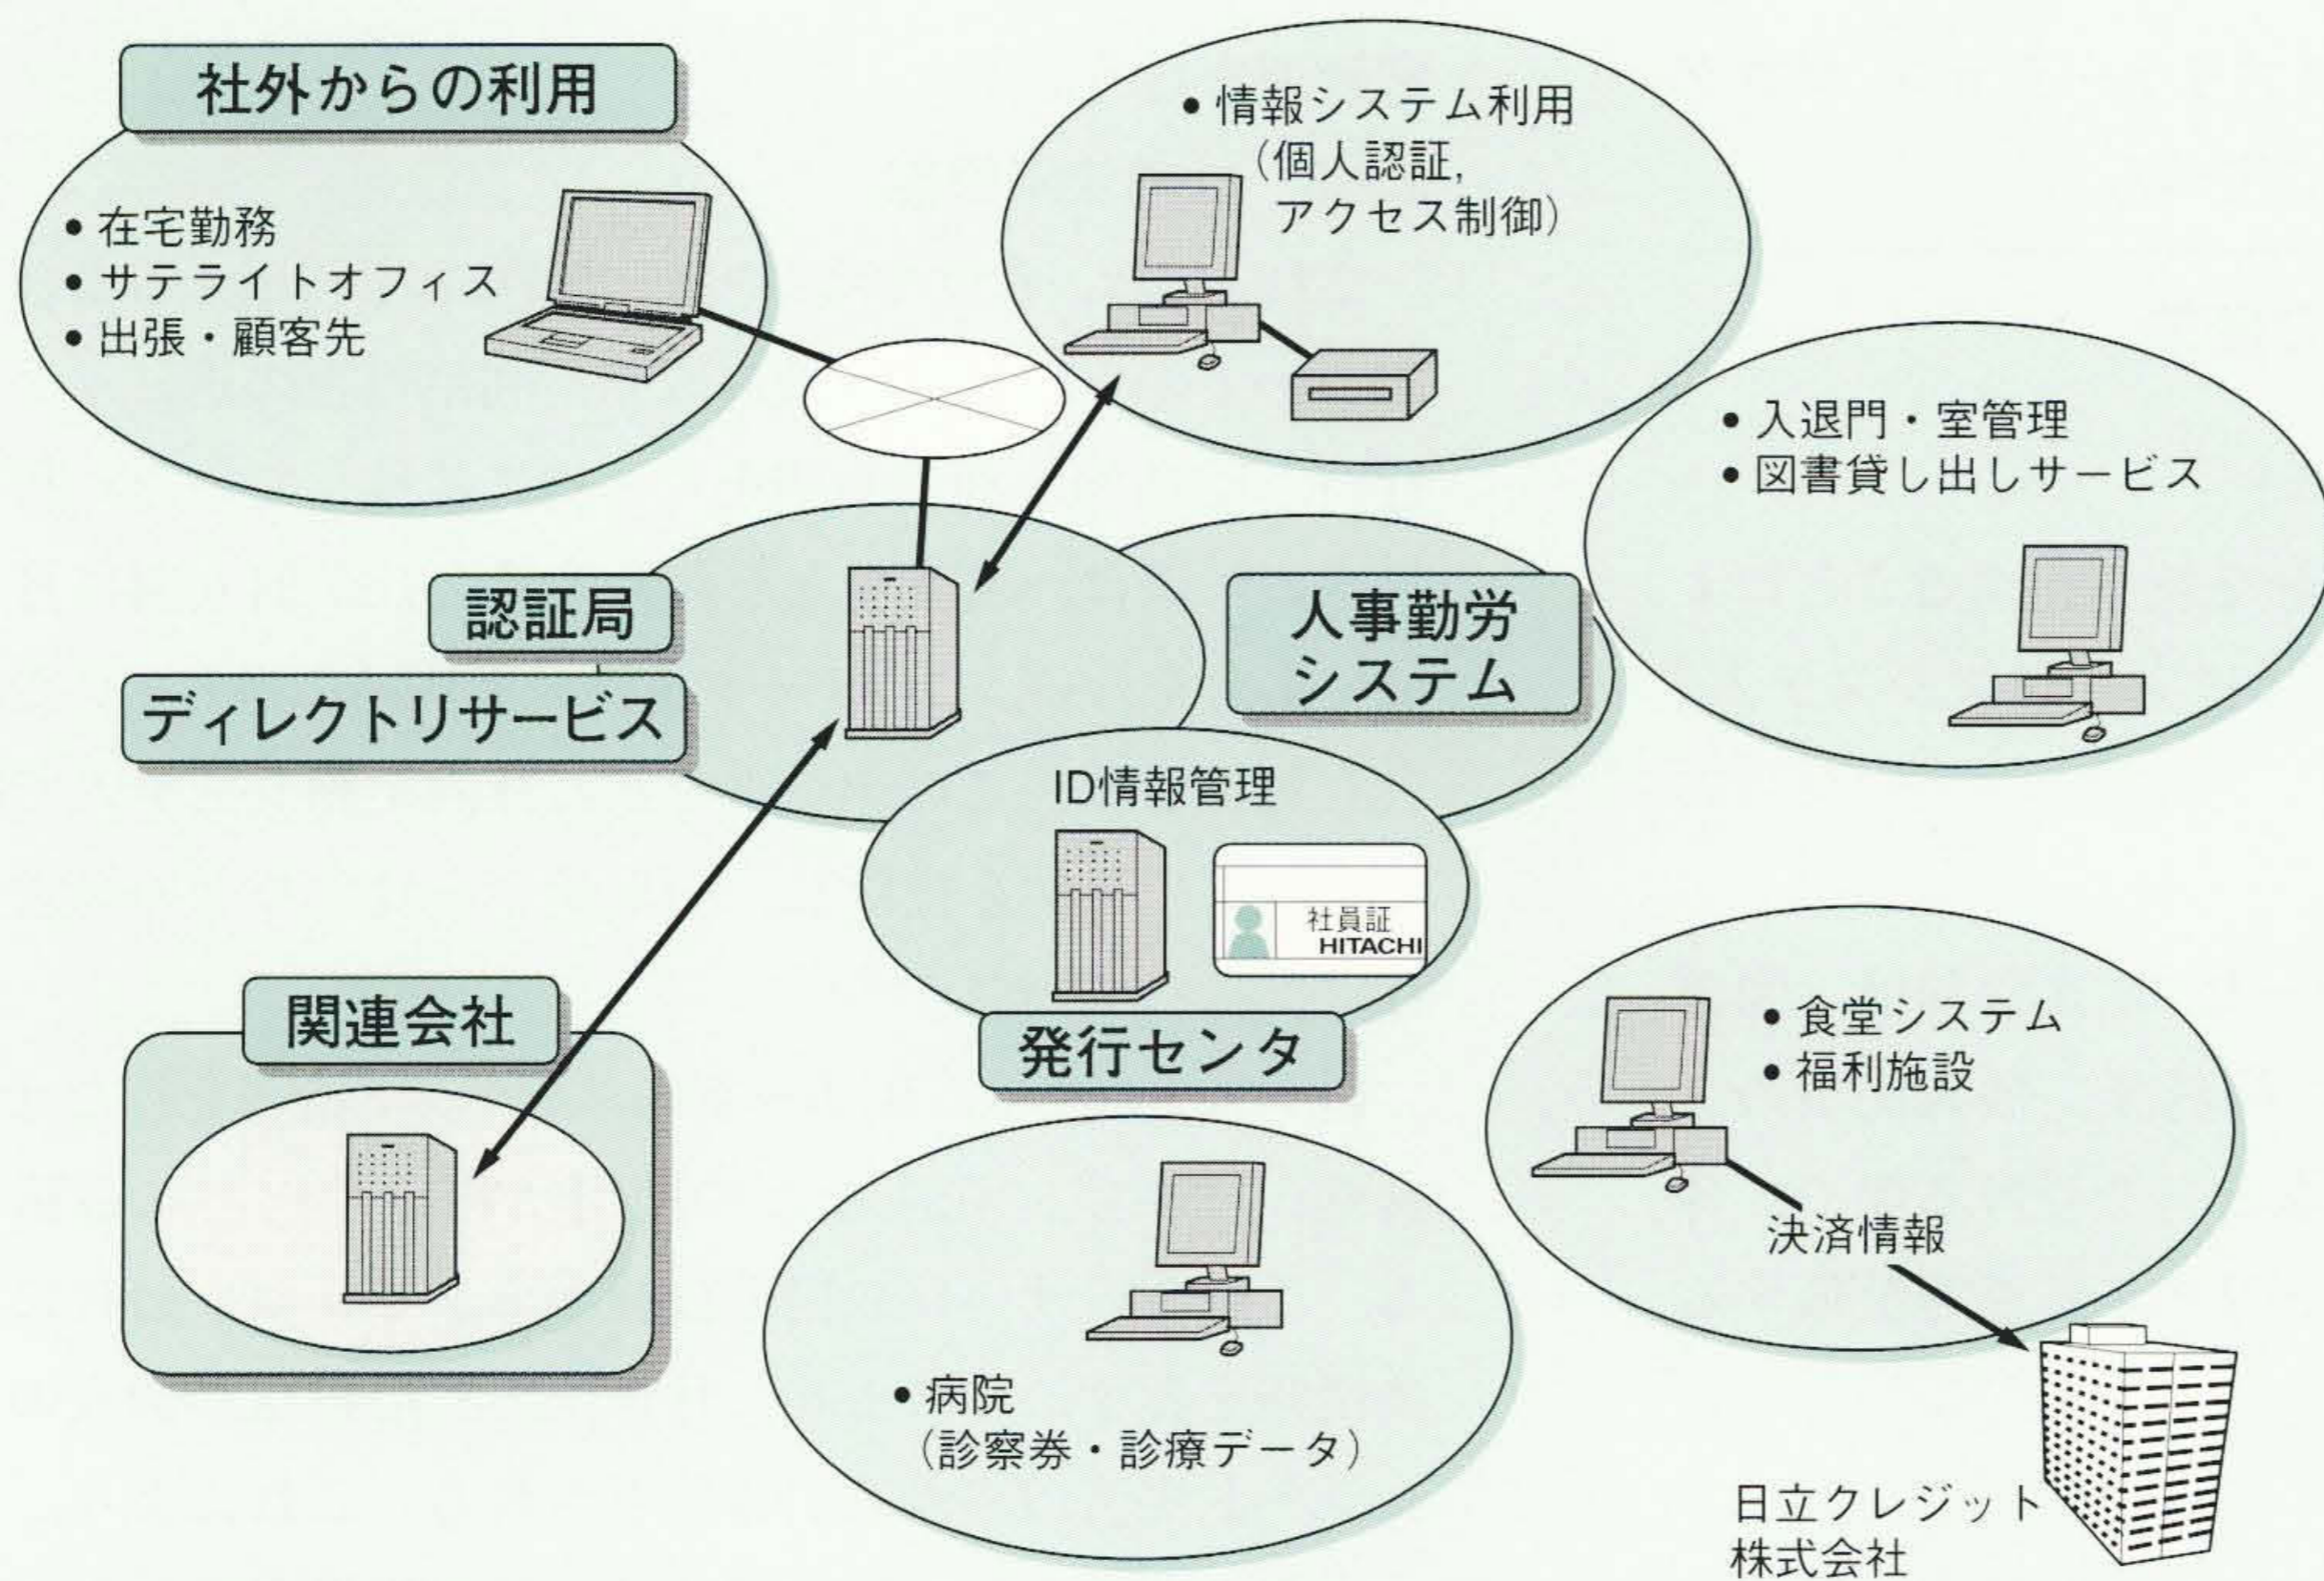 社外からの利用
• 在宅勤務
• サテライトオフィス
• 出張・顧客先
• 情報システム利用
（個人認証,
アクセス制御）
• 入退門・室管理
• 図書貸し出しサービス
認証局
ディレクトリサービス
人事勤労
システム
ID情報管理
社員証
HITACHI
発行センタ
関連会社
• 食堂システム
• 福利施設
決済情報
• 病院
（診察券・診療データ）
日立クレジット
株式会社